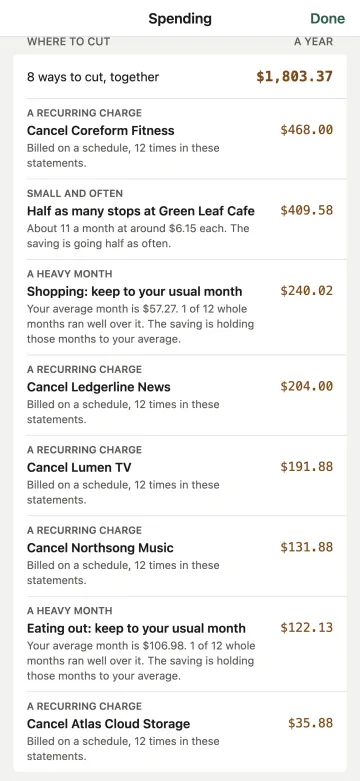 Spending
Done
WHERE TO CUT
A YEAR
8 ways to cut, together
$1,803.37
A RECURRING CHARGE
Cancel Coreform Fitness
$468.00
Billed on a schedule, 12 times in these
statements.
SMALL AND OFTEN
Half as many stops at Green Leaf Cafe
$409.58
About 11 a month at around $6.15 each. The
saving is going half as often.
A HEAVY MONTH
Shopping: keep to your usual month
$240.02
Your average month is $57.27. 1 of 12 whole
months ran well over it. The saving is holding
those months to your average.
A RECURRING CHARGE
Cancel Ledgerline News
$204.00
Billed on a schedule, 12 times in these
statements.
A RECURRING CHARGE
Cancel Lumen TV
$191.88
Billed on a schedule, 12 times in these
statements.
A RECURRING CHARGE
Cancel Northsong Music
$131.88
Billed on a schedule, 12 times in these
statements.
A HEAVY MONTH
Eating out: keep to your usual month
$122.13
Your average month is $106.98. 1 of 12 whole
months ran well over it. The saving is holding
those months to your average.
A RECURRING CHARGE
Cancel Atlas Cloud Storage
$35.88
Billed on a schedule, 12 times in these
statements.